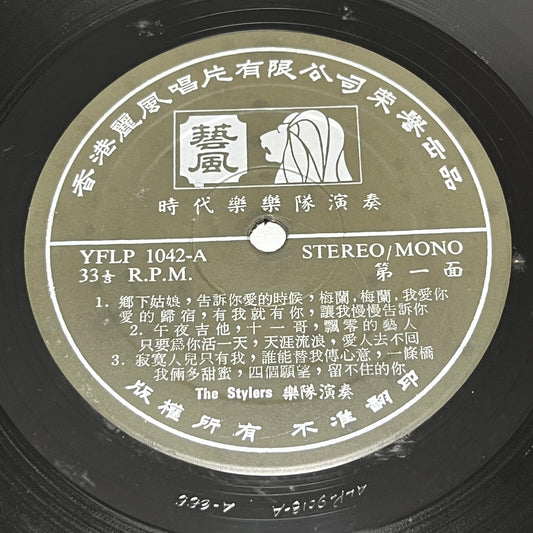 香港麗風唱片有限公司榮譽出品
藝風
時代樂樂隊演奏
YFLP 1042-A
STEREO/MONO
33⅓ R.P.M.
第一面
1. 鄉下姑娘，告訴你愛的時候，梅蘭，梅蘭，我愛你
愛的歸宿，有我就有你，讓我慢慢告訴你
2. 午夜吉他，十一哥，飄零的藝人
只要為你活一天，天涯流浪，愛人去不回
3. 寂寞人兒只有我，誰能替我傳心意，一條橋
我倆多甜蜜，四個願望，留不住的你
The Stylers 樂隊演奏
版權所有 不准翻印